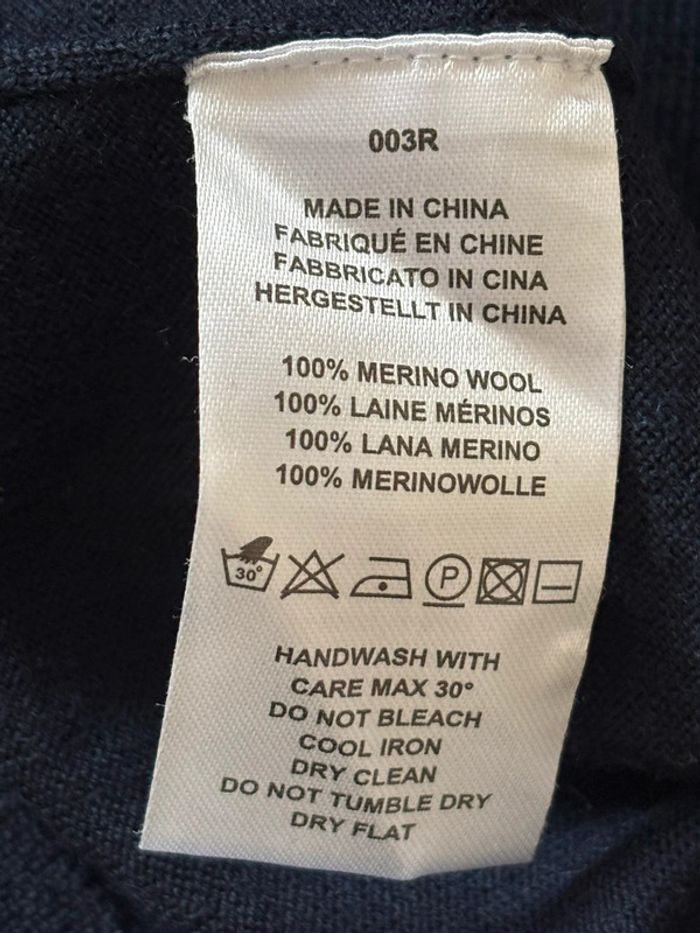 003R
MADE IN CHINA
FABRIQUÉ EN CHINE
FABBRICATO IN CINA
HERGESTELLT IN CHINA
100% MERINO WOOL
100% LAINE MÉRINOS
100% LANA MERINO
100% MERINOWOLLE
30° P
HANDWASH WITH
CARE MAX 30°
DO NOT BLEACH
COOL IRON
DRY CLEAN
DO NOT TUMBLE DRY
DRY FLAT